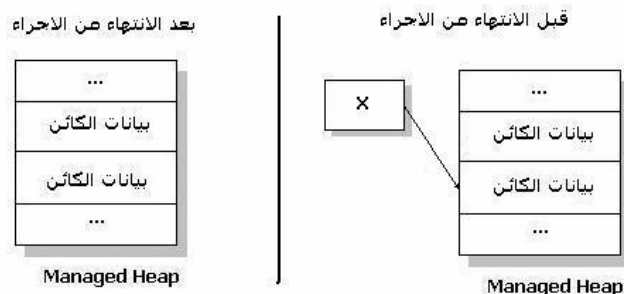 قبل الانتهاء من الاجراء
X
...
بيانات الكائن
بيانات الكائن
...
Managed Heap
بعد الانتهاء من الاجراء
...
بيانات الكائن
بيانات الكائن
...
Managed Heap